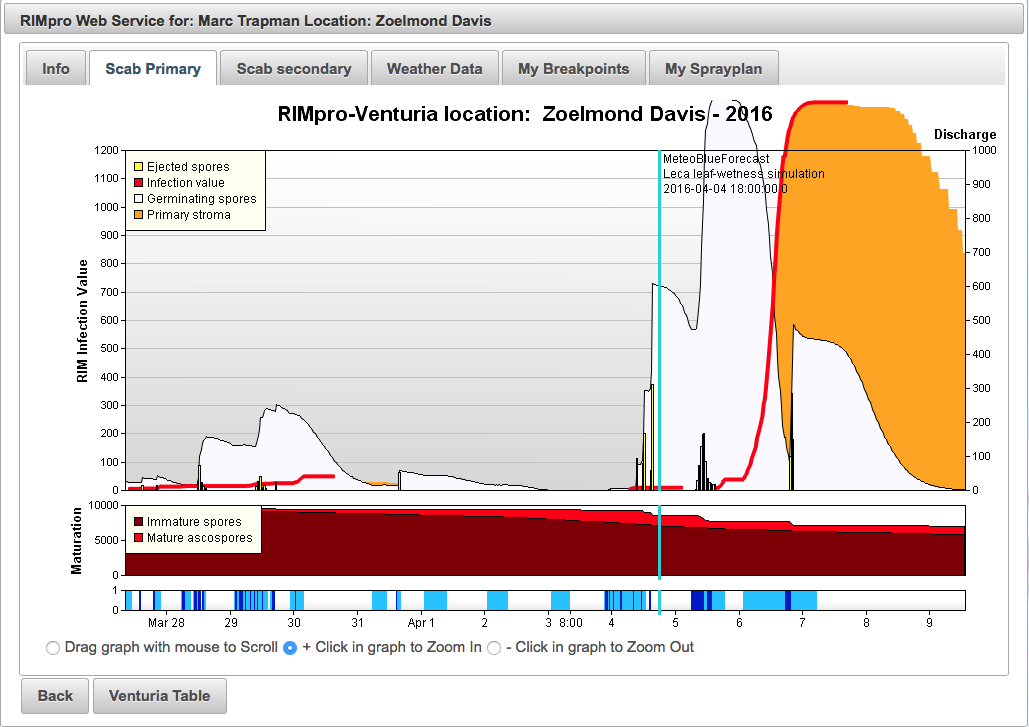 RIMpro Web Service for: Marc Trapman Location: Zoelmond Davis
Info
Scab Primary
Scab secondary
Weather Data
My Breakpoints
My Sprayplan
RIMpro-Venturia location: Zoelmond Davis - 2016
Discharge
1200
1100
1000
900
800
700
600
500
400
300
200
100
0
RIM Infection Value
Ejected spores
Infection value
Germinating spores
Primary stroma
MeteoBlueForecast
Leca leaf-wetness simulation
2016-04-04 18:00:00.0
1000
900
800
700
600
500
400
300
200
100
0
Maturation
10000
5000
0
Immature spores
Mature ascospores
1
0
Mar 28 29 30 31 Apr 1 2 3 8:00 4 5 6 7 8 9
Drag graph with mouse to Scroll + Click in graph to Zoom In - Click in graph to Zoom Out
Back
Venturia Table